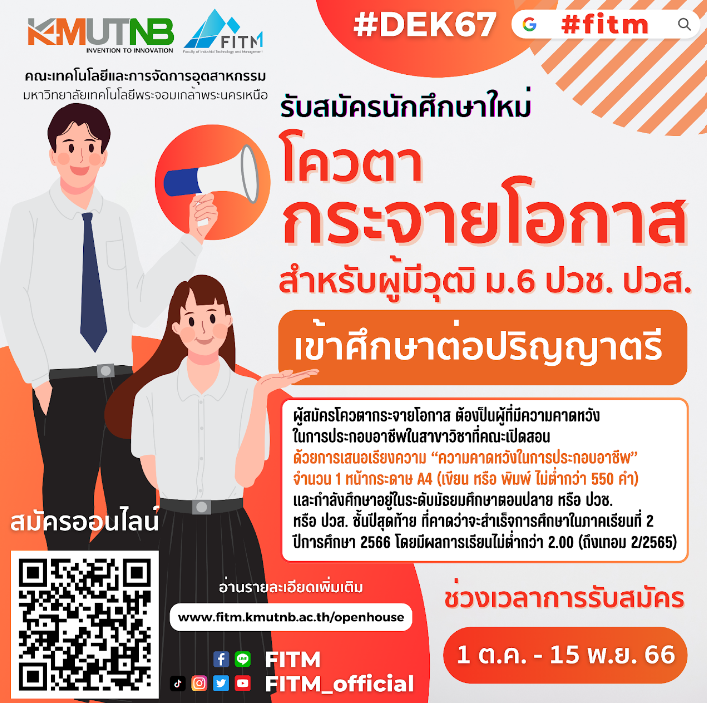 KMUTNB
INVENTION TO INNOVATION
FITM
Faculty of Industrial Technology and Management
#DEK67
#fitm
คณะเทคโนโลยีและการจัดการอุตสาหกรรม
มหาวิทยาลัยเทคโนโลยีพระจอมเกล้าพระนครเหนือ
รับสมัครนักศึกษาใหม่
โควตา
กระจายโอกาส
สำหรับผู้มีวุฒิ ม.6 ปวช. ปวส.
เข้าศึกษาต่อปริญญาตรี
ผู้สมัครโควตากระจายโอกาส ต้องเป็นผู้ที่มีความคาดหวัง
ในการประกอบอาชีพในสาขาวิชาที่คณะเปิดสอน
ด้วยการเสนอเรียงความ “ความคาดหวังในการประกอบอาชีพ”
จำนวน 1 หน้ากระดาษ A4 (เขียน หรือ พิมพ์ ไม่ต่ำกว่า 550 คำ)
และกำลังศึกษาอยู่ในระดับมัธยมศึกษาตอนปลาย หรือ ปวช.
หรือ ปวส. ชั้นปีสุดท้าย ที่คาดว่าจะสำเร็จการศึกษาในภาคเรียนที่ 2
ปีการศึกษา 2566 โดยมีผลการเรียนไม่ต่ำกว่า 2.00 (ถึงเทอม 2/2565)
สมัครออนไลน์
อ่านรายละเอียดเพิ่มเติม
www.fitm.kmutnb.ac.th/openhouse
FITM
FITM_official
ช่วงเวลาการรับสมัคร
1 ต.ค. - 15 พ.ย. 66